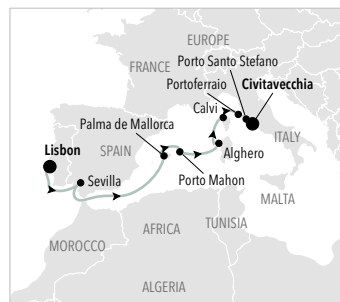 EUROPE
Porto Santo Stefano
FRANCE
Portoferraio
Civitavecchia
Calvi
Palma de Mallorca
ITALY
Lisbon
SPAIN
Alghero
Sevilla
Porto Mahon
MALTA
TUNISIA
AFRICA
MOROCCO
ALGERIA